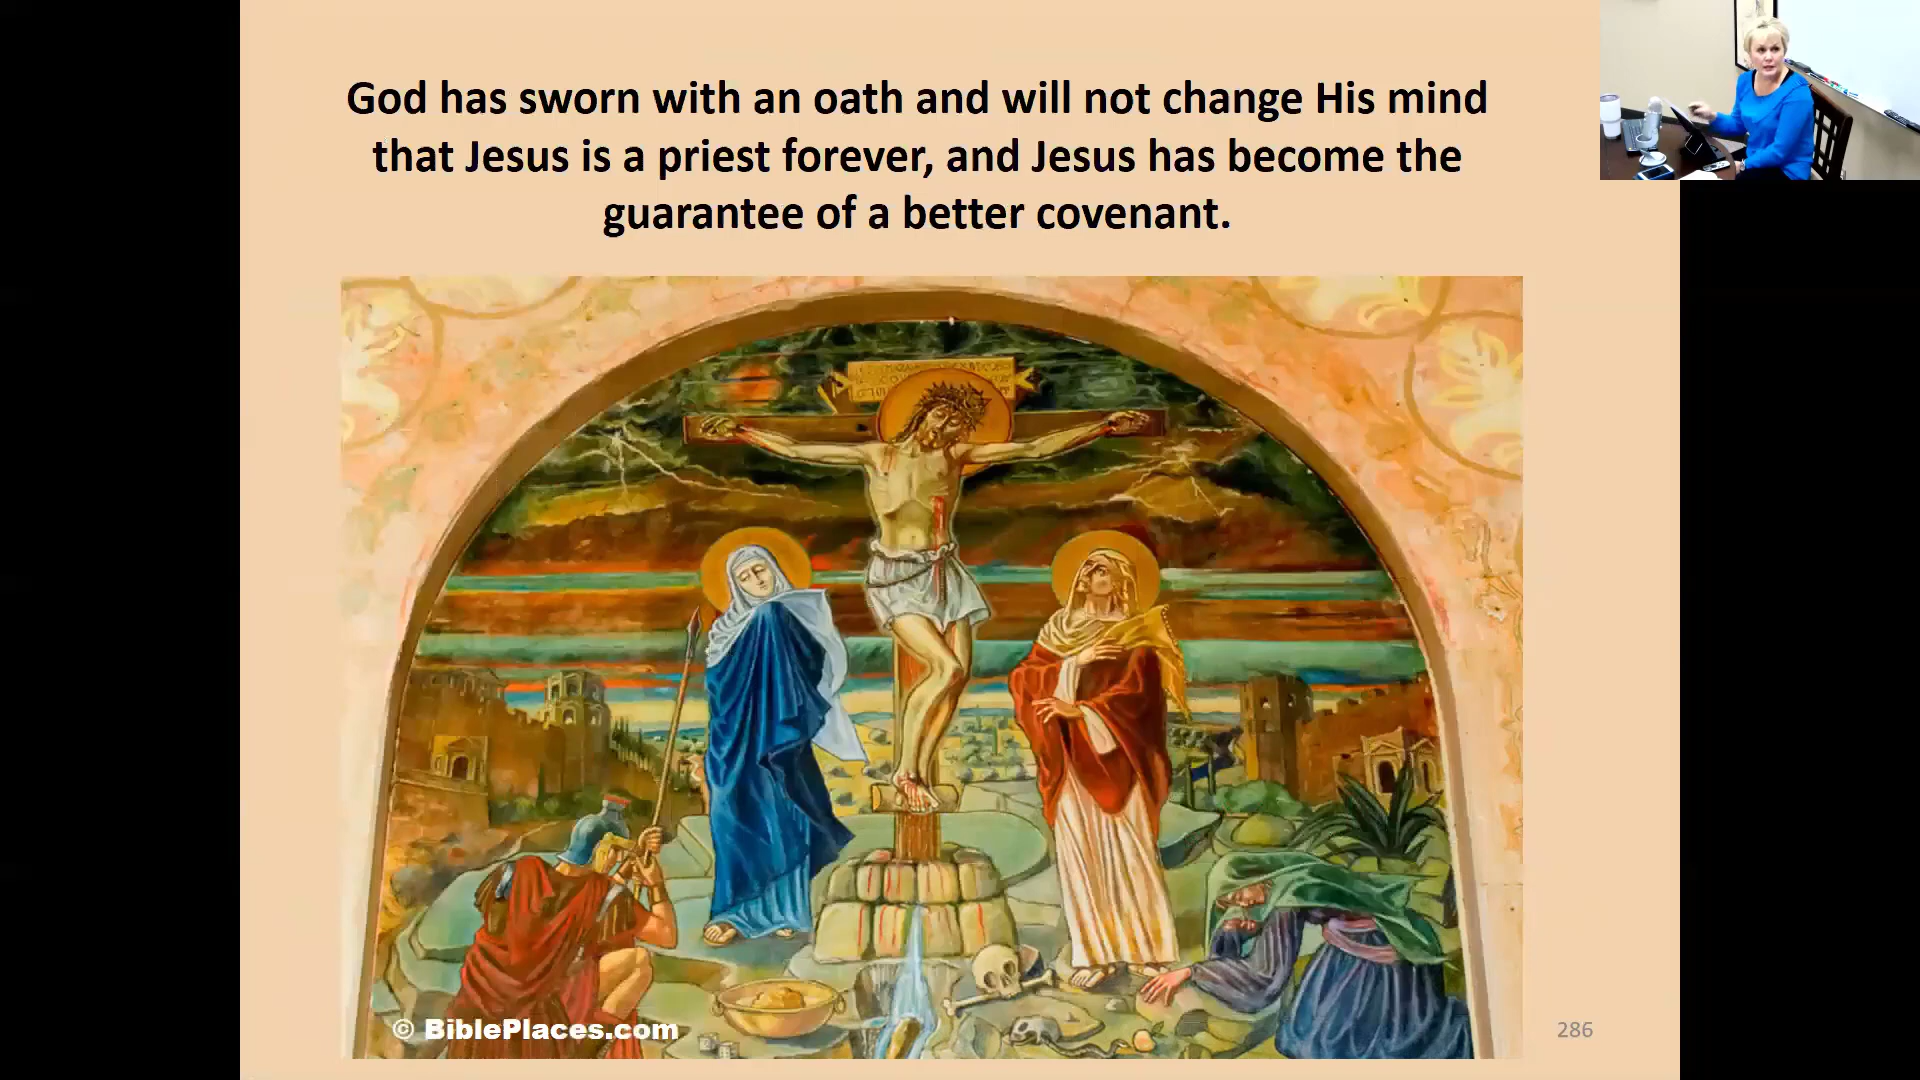 God has sworn with an oath and will not change His mind
that Jesus is a priest forever, and Jesus has become the
guarantee of a better covenant.
© BiblePlaces.com
286